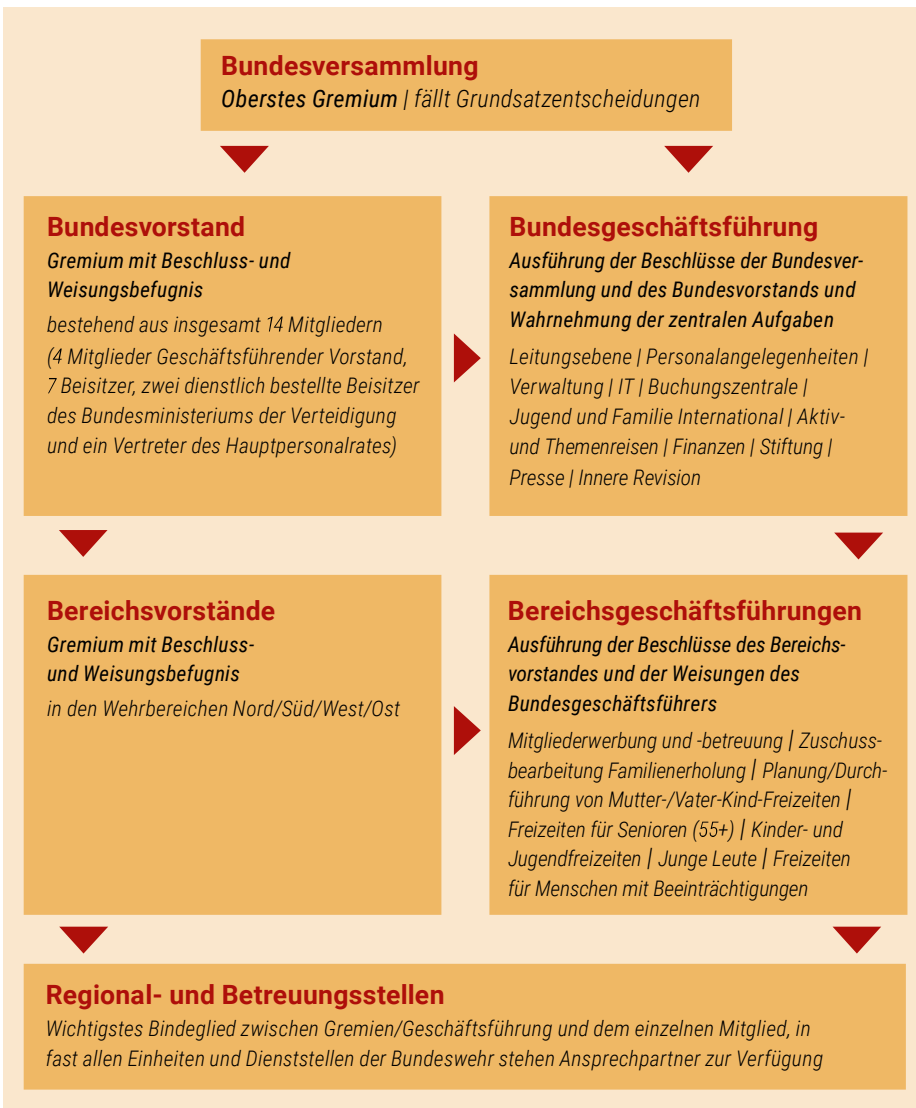 Bundesversammlung
Oberstes Gremium | fällt Grundsatzentscheidungen
Bundesvorstand
Gremium mit Beschluss- und
Weisungsbefugnis
bestehend aus insgesamt 14 Mitgliedern
(4 Mitglieder Geschäftsführender Vorstand,
7 Beisitzer, zwei dienstlich bestellte Beisitzer
des Bundesministeriums der Verteidigung
und ein Vertreter des Hauptpersonalrates)
Bundesgeschäftsführung
Ausführung der Beschlüsse der Bundesver-
sammlung und des Bundesvorstands und
Wahrnehmung der zentralen Aufgaben
Leitungsebene | Personalangelegenheiten |
Verwaltung | IT | Buchungszentrale |
Jugend und Familie International | Aktiv-
und Themenreisen | Finanzen | Stiftung |
Presse | Innere Revision
Bereichsvorstände
Gremium mit Beschluss-
und Weisungsbefugnis
in den Wehrbereichen Nord/Süd/West/Ost
Bereichsgeschäftsführungen
Ausführung der Beschlüsse des Bereichs-
vorstandes und der Weisungen des
Bundesgeschäftsführers
Mitgliederwerbung und -betreuung | Zuschuss-
bearbeitung Familienerholung | Planung/Durch-
führung von Mutter-/Vater-Kind-Freizeiten |
Freizeiten für Senioren (55+) | Kinder- und
Jugendfreizeiten | Junge Leute | Freizeiten
für Menschen mit Beeinträchtigungen
Regional- und Betreuungsstellen
Wichtigstes Bindeglied zwischen Gremien/Geschäftsführung und dem einzelnen Mitglied, in
fast allen Einheiten und Dienststellen der Bundeswehr stehen Ansprechpartner zur Verfügung